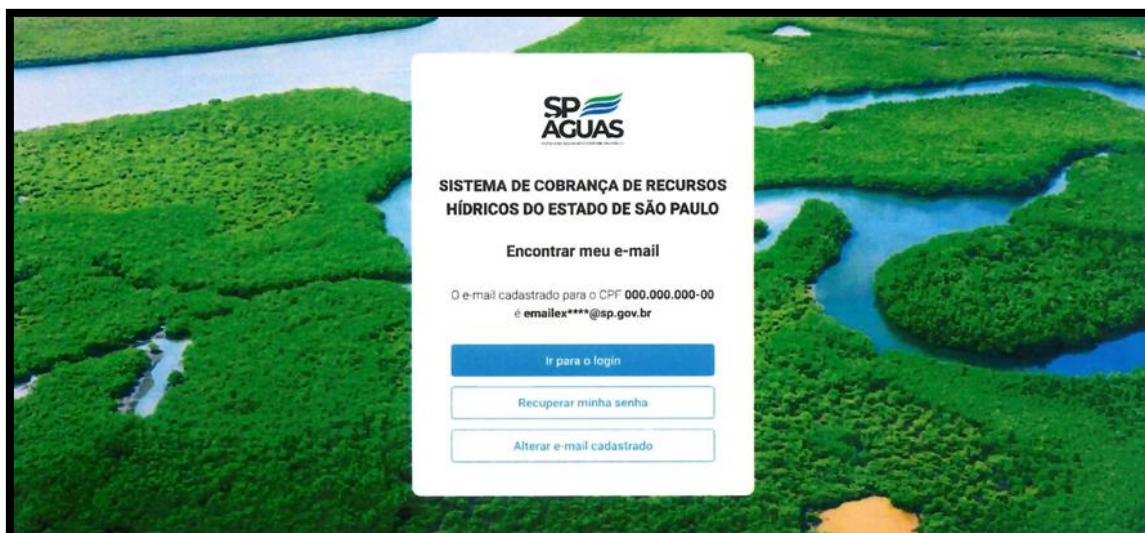 SP
ÁGUAS
SISTEMA DE COBRANÇA DE RECURSOS
HÍDRICOS DO ESTADO DE SÃO PAULO
Encontrar meu e-mail
O e-mail cadastrado para o CPF 000.000.000-00
é emailex****@sp.gov.br
Ir para o login
Recuperar minha senha
Alterar e-mail cadastrado